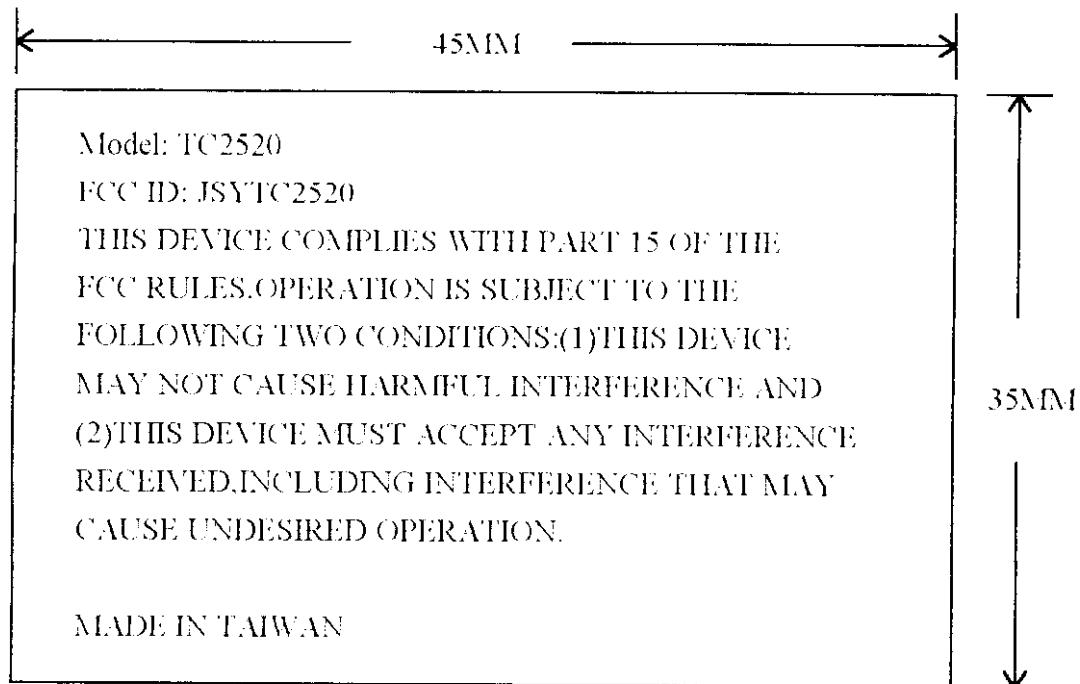 45MM
Model: TC2520
FCC ID: JSYTC2520
THIS DEVICE COMPLIES WITH PART 15 OF THE
FCC RULES.OPERATION IS SUBJECT TO THE
FOLLOWING TWO CONDITIONS:(1)THIS DEVICE
MAY NOT CAUSE HARMFUL INTERFERENCE AND
(2)THIS DEVICE MUST ACCEPT ANY INTERFERENCE
RECEIVED,INCLUDING INTERFERENCE THAT MAY
CAUSE UNDESIRED OPERATION.
MADE IN TAIWAN
35MM